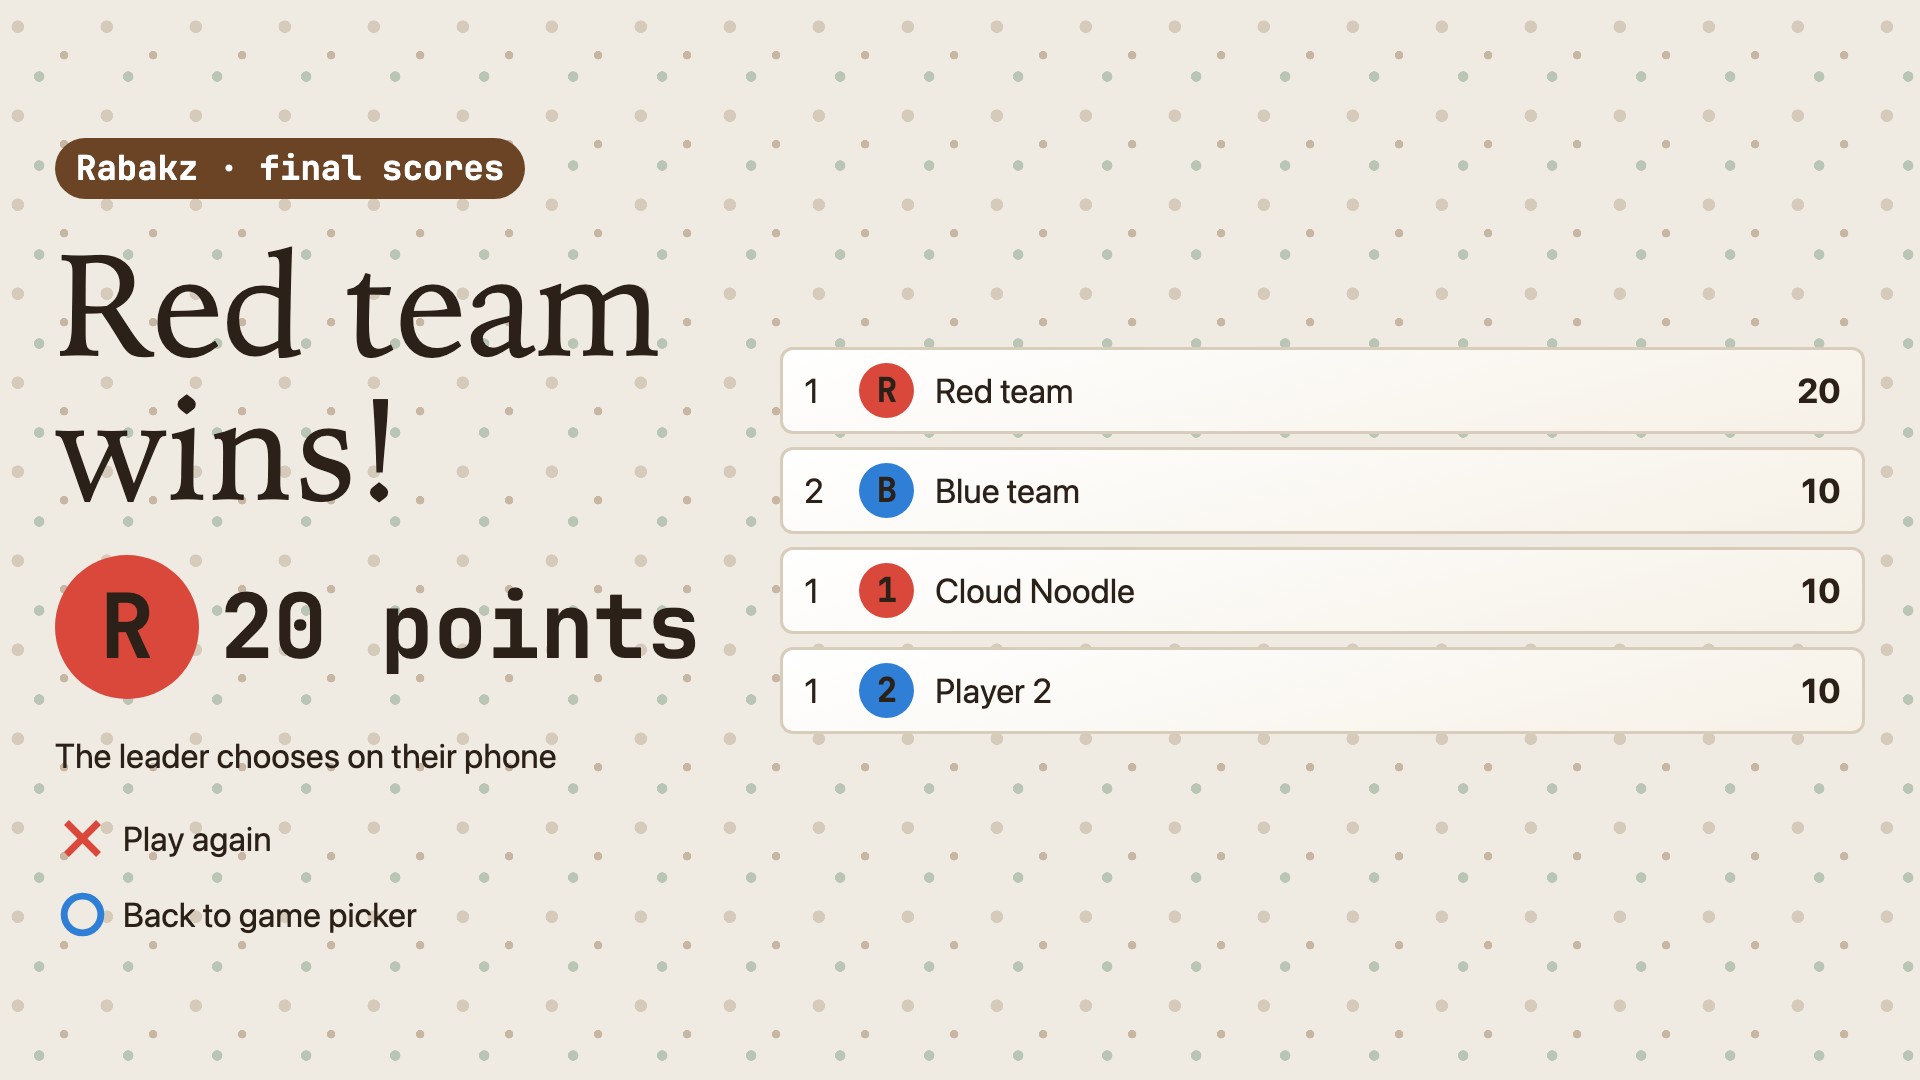 Rabakz · final scores
Red team
wins!
R 20 points
The leader chooses on their phone
Play again
Back to game picker
1 R Red team 20
2 B Blue team 10
1 1 Cloud Noodle 10
1 2 Player 2 10